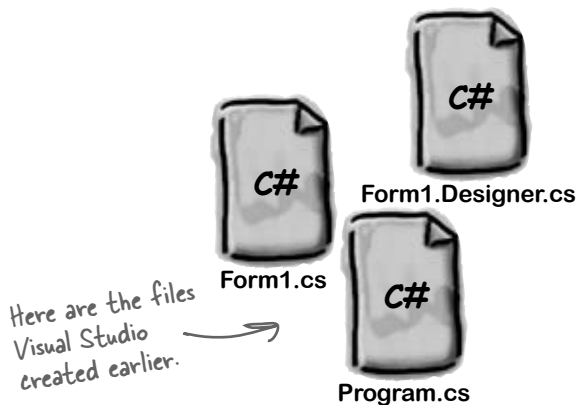 C#
Form1.Designer.cs
C#
Form1.cs
C#
Program.cs
Here are the files
Visual Studio
created earlier.